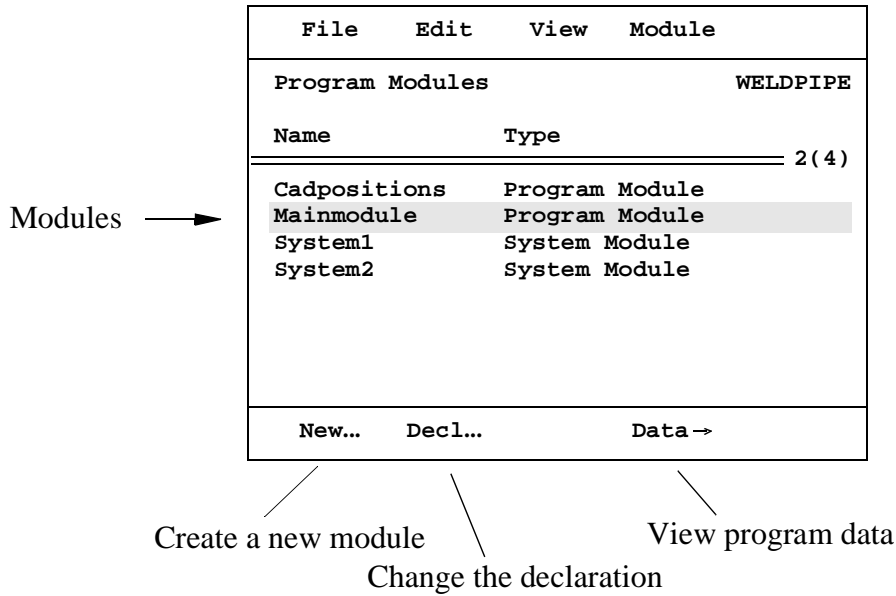 File Edit View Module
Program Modules WELDPIPE
Name Type
2(4)
Cadpositions Program Module
Modules Mainmodule Program Module
System1 System Module
System2 System Module
New... Decl... Data→
Create a new module View program data
Change the declaration